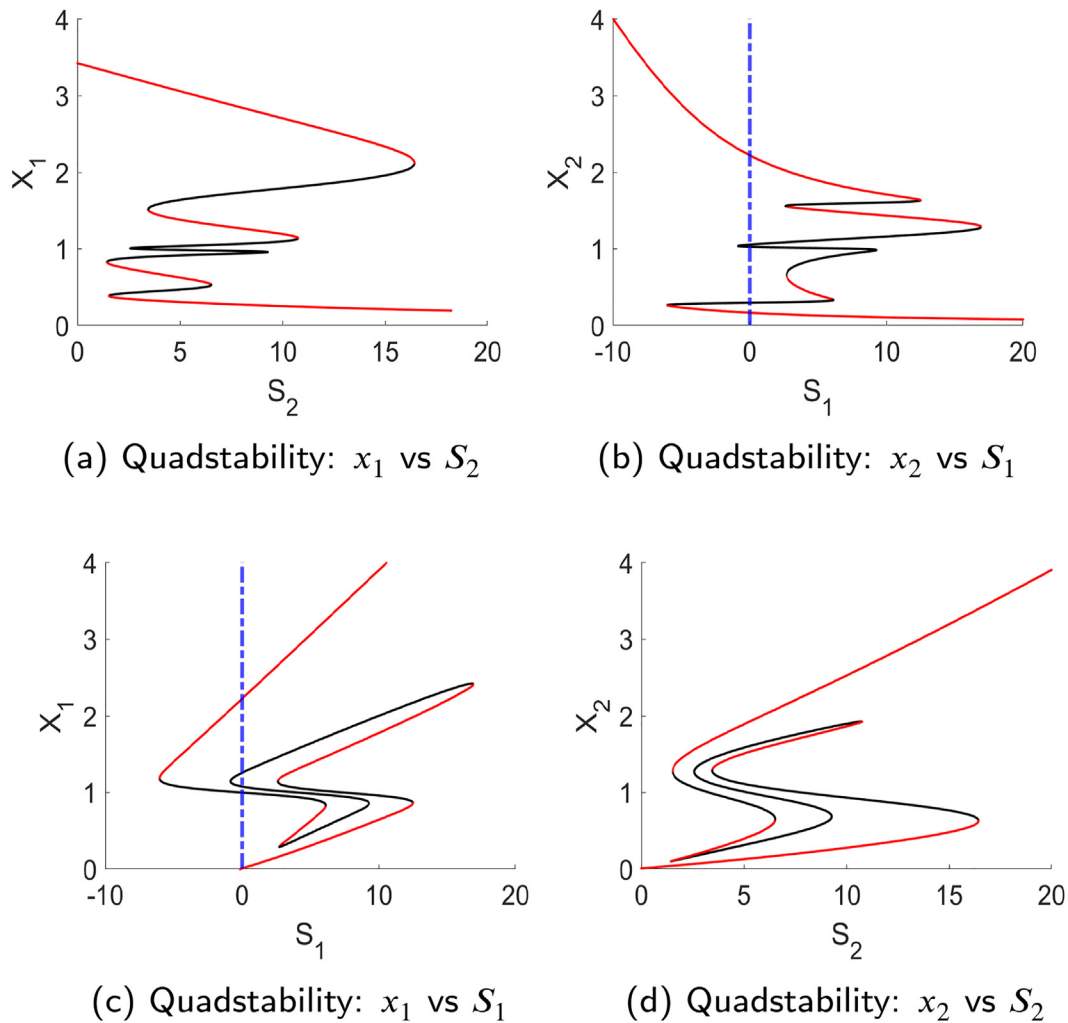 4
3
2
1
0
X1
0 5 10 15 20
S2
(a) Quadstability: x1 vs S2
4
3
2
1
0
X2
-10 0 10 20
S1
(b) Quadstability: x2 vs S1
4
3
2
1
0
X1
-10 0 10 20
S1
(c) Quadstability: x1 vs S1
4
3
2
1
0
X2
0 5 10 15 20
S2
(d) Quadstability: x2 vs S2